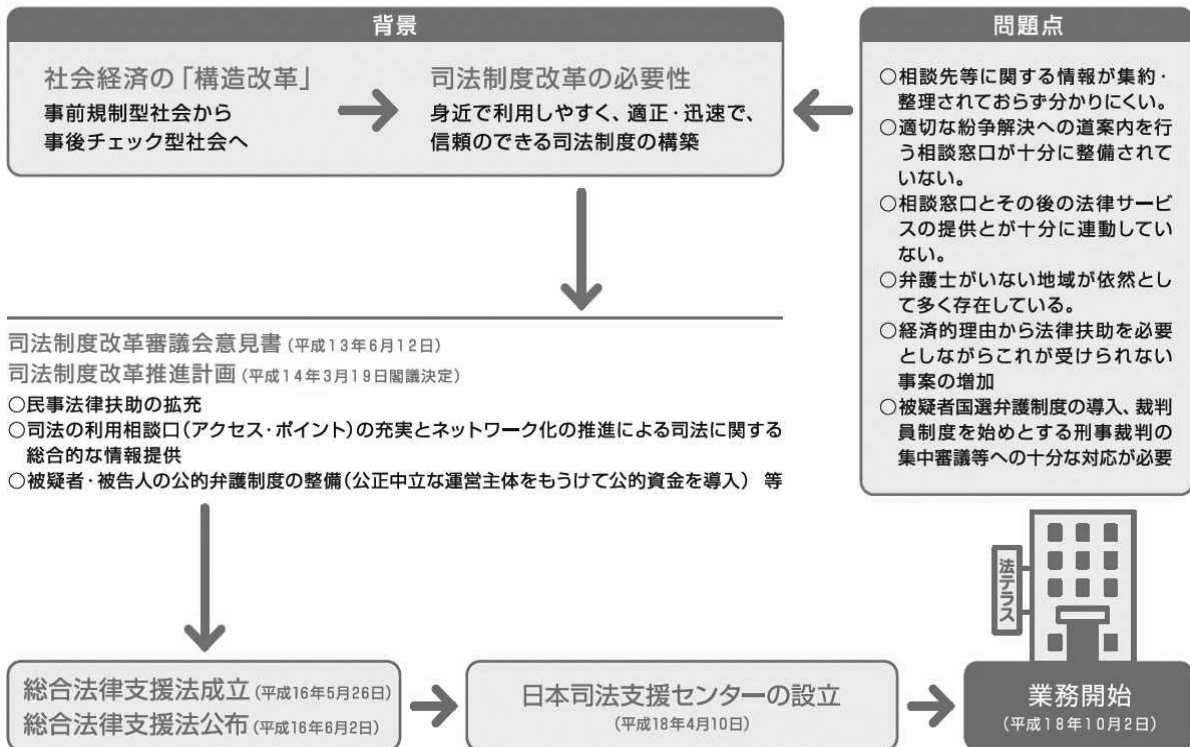 背景
社会経済の「構造改革」
事前規制型社会から
事後チェック型社会へ
司法制度改革の必要性
身近で利用しやすく、適正・迅速で、
信頼のできる司法制度の構築
問題点
○相談先等に関する情報が集約・
整理されておらず分かりにくい。
○適切な紛争解決への道案内を行
う相談窓口が十分に整備されて
いない。
○相談窓口とその後の法律サービ
スの提供とが十分に連動してい
ない。
○弁護士がいない地域が依然とし
て多く存在している。
○経済的理由から法律扶助を必要
としながらこれが受けられない
事案の増加
○被疑者国選弁護制度の導入、裁判
員制度を始めとする刑事裁判の
集中審議等への十分な対応が必要
司法制度改革審議会意見書(平成13年6月12日)
司法制度改革推進計画(平成14年3月19日閣議決定)
○民事法律扶助の拡充
○司法の利用相談口(アクセス・ポイント)の充実とネットワーク化の推進による司法に関する
総合的な情報提供
○被疑者・被告人の公的弁護制度の整備(公正中立な運営主体をもうけて公的資金を導入) 等
法テラス
総合法律支援法成立(平成16年5月26日)
総合法律支援法公布(平成16年6月2日)
日本司法支援センターの設立
(平成18年4月10日)
業務開始
(平成18年10月2日)